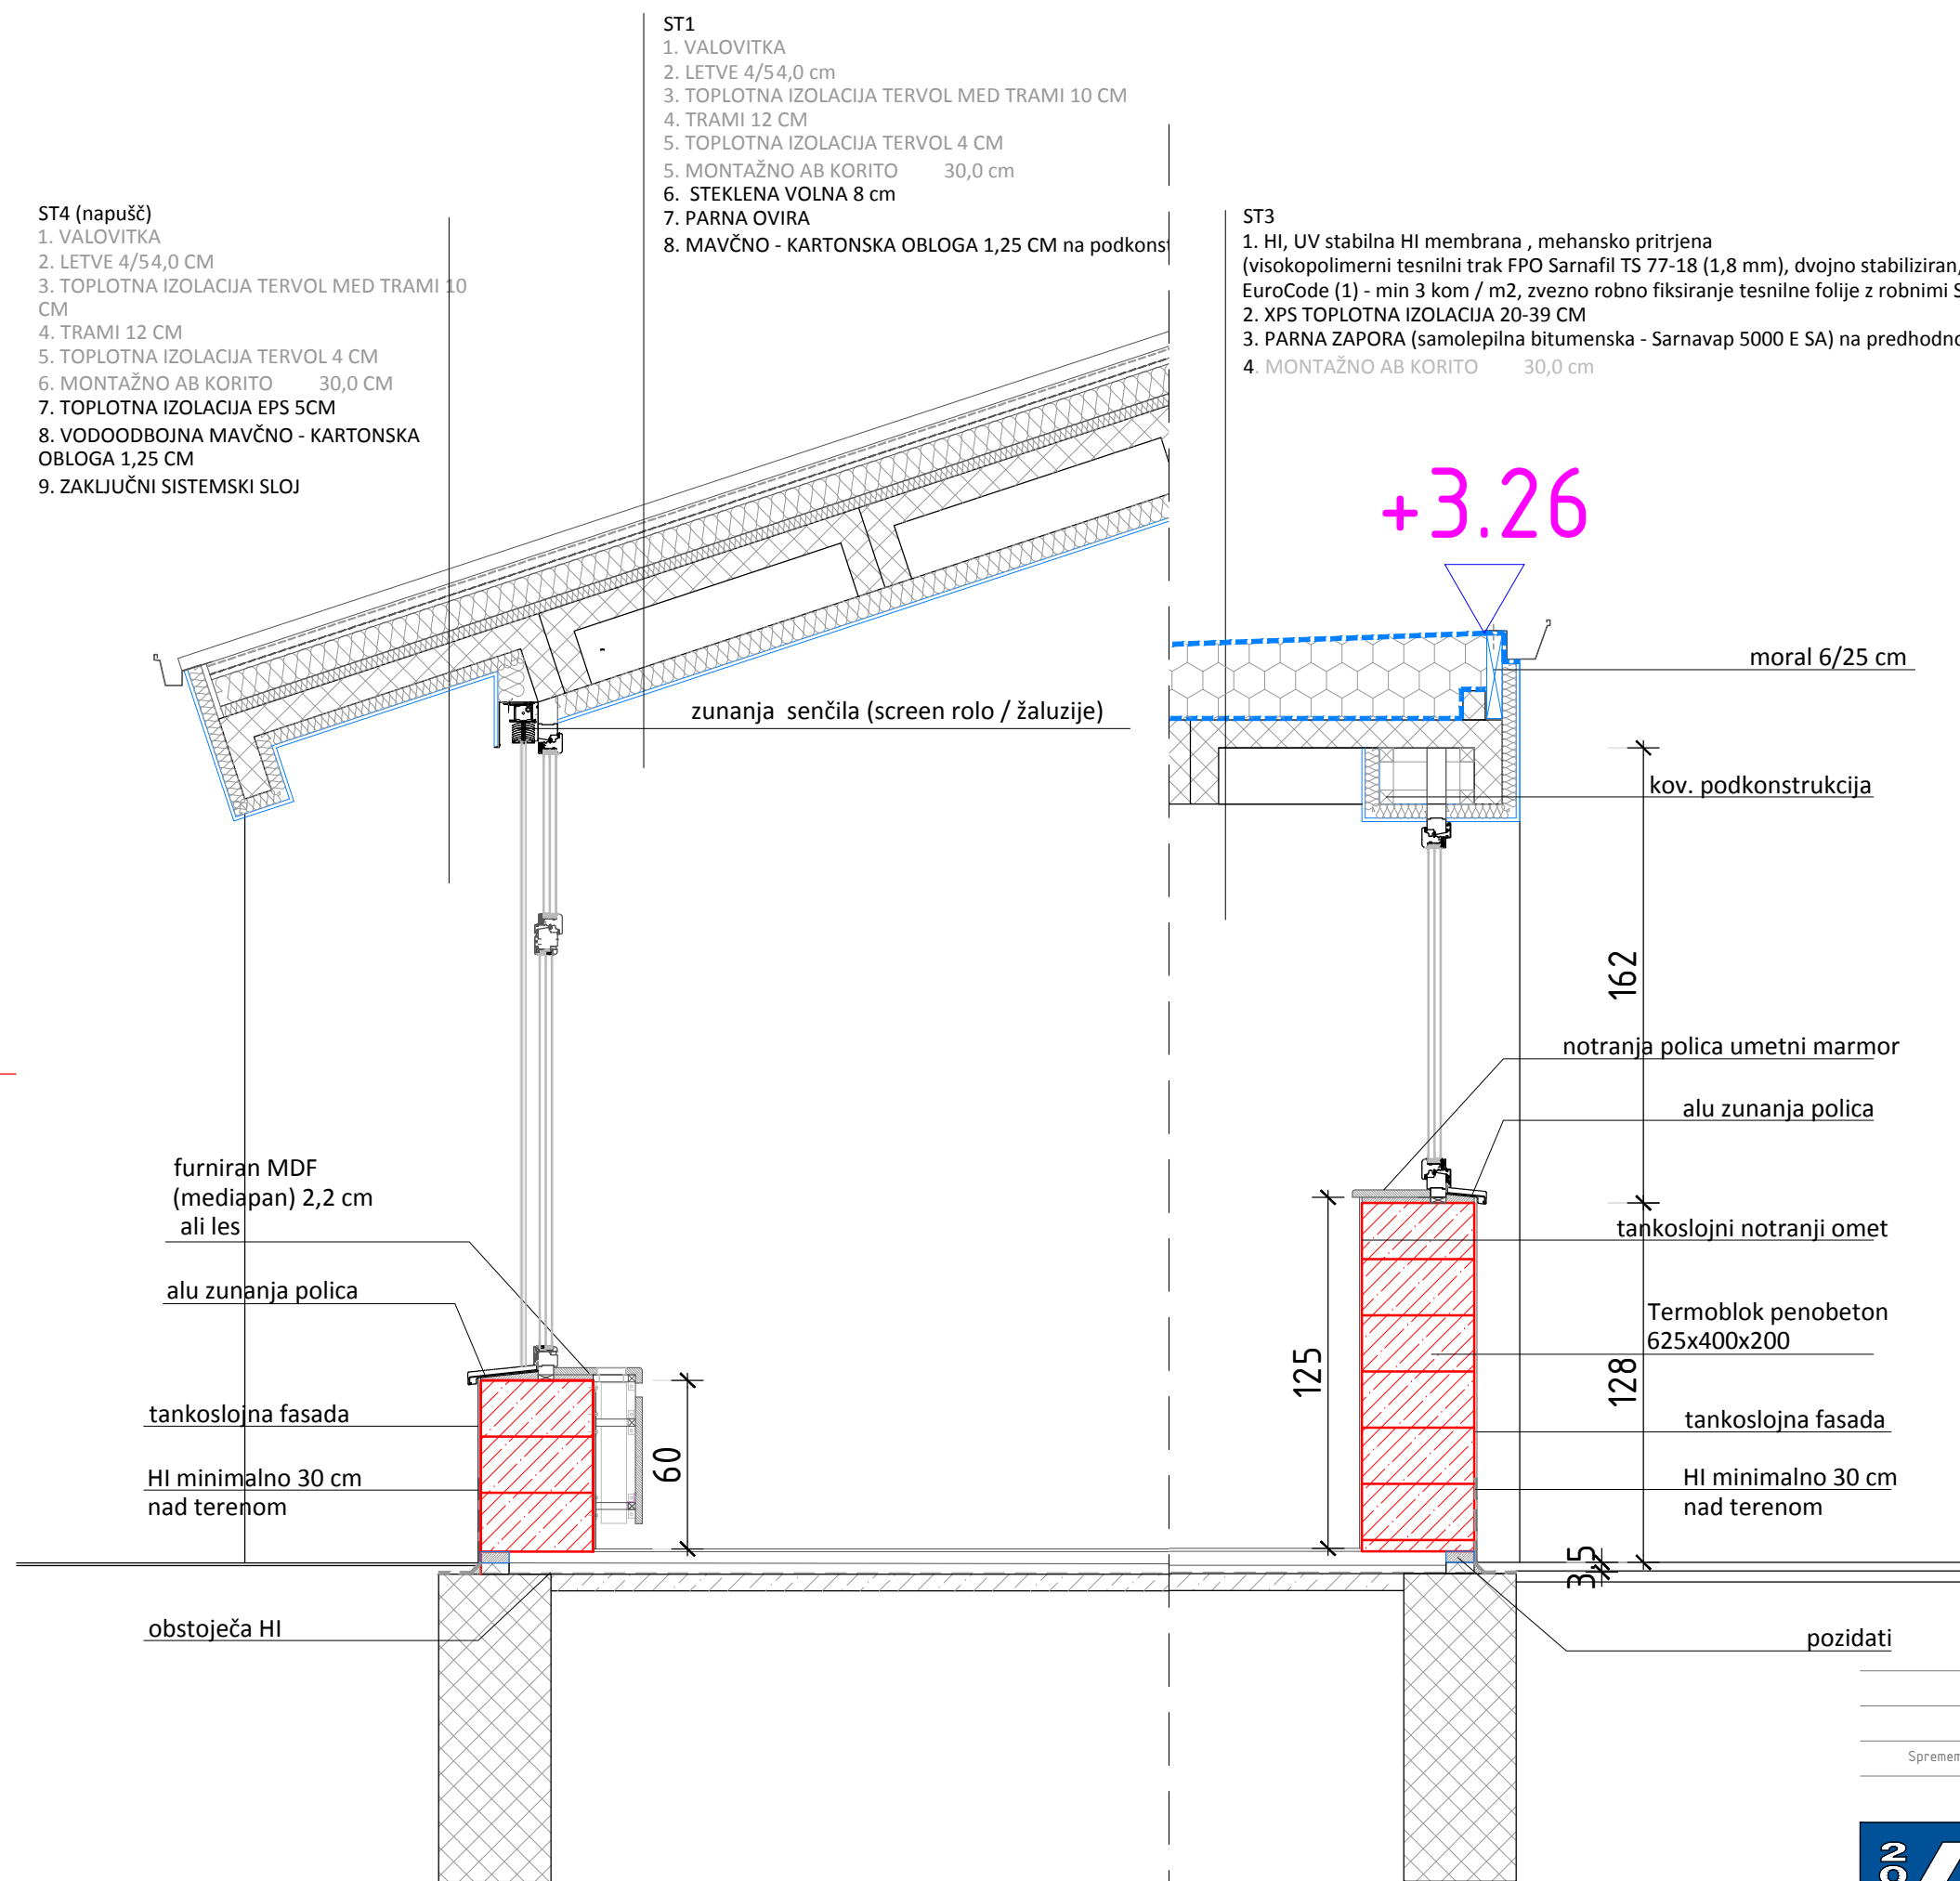 ST1
1. VALOVITKA
2. LETVE 4/54,0 cm
3. TOPLOTNA IZOLACIJA TERVOL MED TRAMI 10 CM
4. TRAMI 12 CM
5. TOPLOTNA IZOLACIJA TERVOL 4 CM
5. MONTAŽNO AB KORITO 30,0 cm
6. STEKLENA VOLNA 8 cm
7. PARNA OVIRA
8. MAVČNO - KARTONSKA OBLOGA 1,25 CM na podkons
ST4 (napušč)
1. VALOVITKA
2. LETVE 4/54,0 CM
3. TOPLOTNA IZOLACIJA TERVOL MED TRAMI 10
CM
4. TRAMI 12 CM
5. TOPLOTNA IZOLACIJA TERVOL 4 CM
6. MONTAŽNO AB KORITO 30,0 CM
7. TOPLOTNA IZOLACIJA EPS 5CM
8. VODOODBOJNA MAVČNO - KARTONSKA
OBLOGA 1,25 CM
9. ZAKLJUČNI SISTEMSKI SLOJ
ST3
1. HI, UV stabilna HI membrana , mehansko pritrjena
(visokopolimerni tesnilni trak FPO Sarnafil TS 77-18 (1,8 mm), dvojno stabiliziran,
EuroCode (1) - min 3 kom / m2, zvezno robno fiksiranje tesnilne folije z robnimi S
2. XPS TOPLOTNA IZOLACIJA 20-39 CM
3. PARNA ZAPORA (samolepilna bitumenska - Sarnavap 5000 E SA) na predhodno
4. MONTAŽNO AB KORITO 30,0 cm
+3.26
moral 6/25 cm
zunanja senčila (screen rolo / žaluzije)
kov. podkonstrukcija
162
notranja polica umetni marmor
alu zunanja polica
furniran MDF
(mediapan) 2,2 cm
ali les
tankoslojni notranji omet
alu zunanja polica
Termoblok penobeton
625x400x200
125
128
tankoslojna fasada
tankoslojna fasada
60
HI minimalno 30 cm
nad terenom
HI minimalno 30 cm
nad terenom
3,5
obstoječa HI
pozidati
Spremem
20